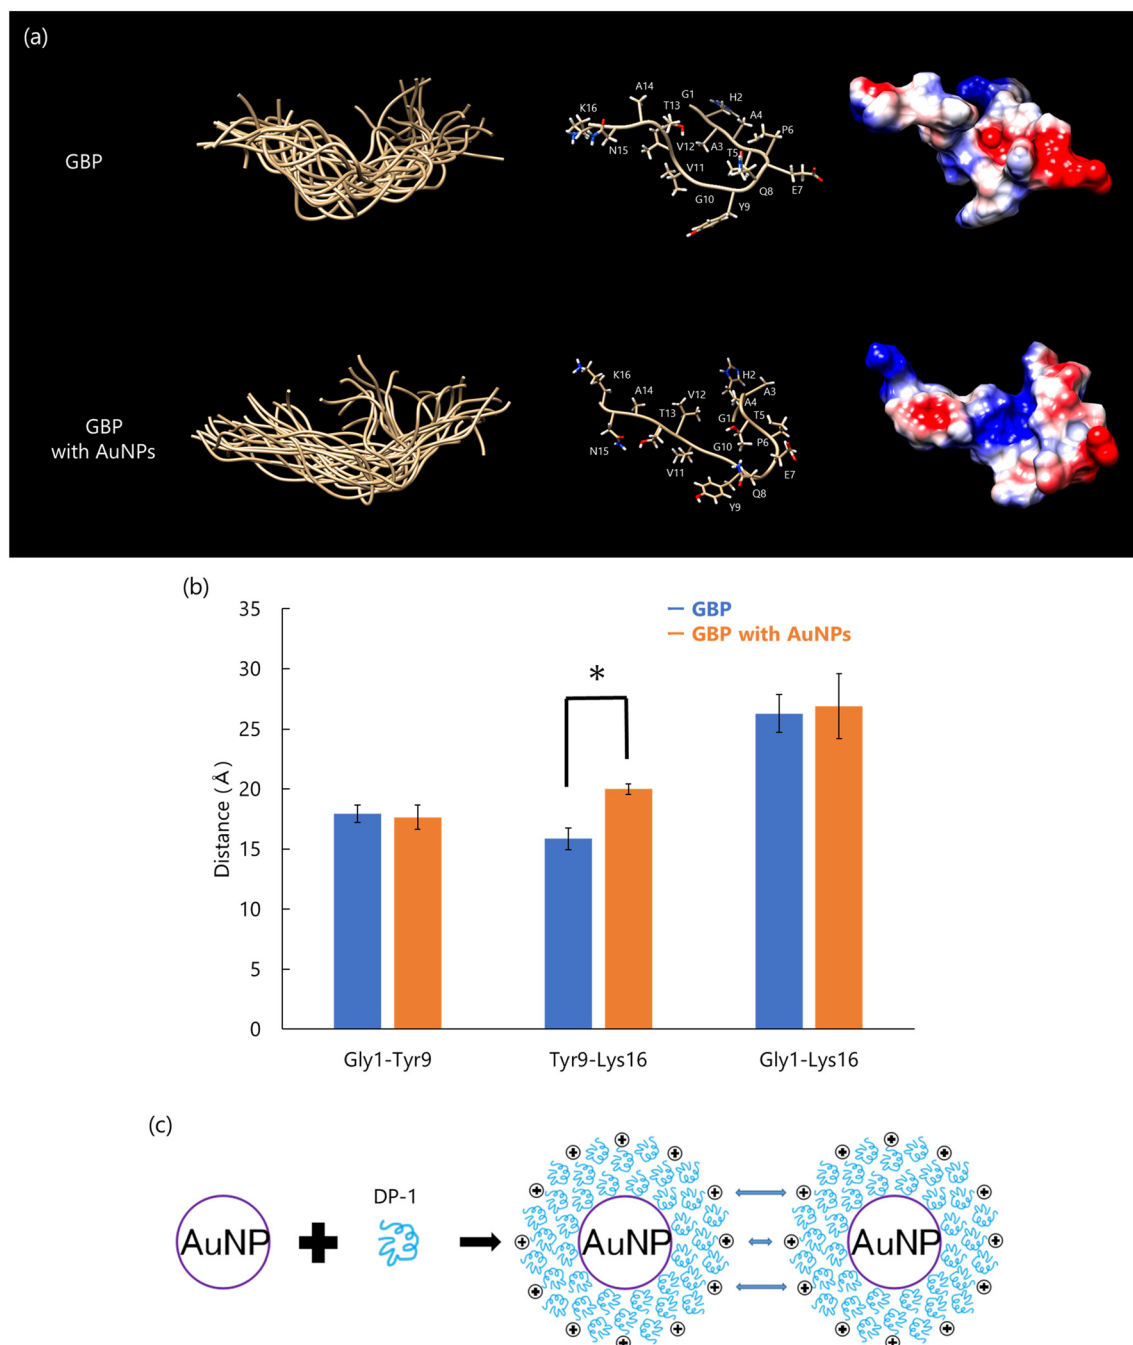 (a)
GBP
K16
A14
N15
T13
G1
H2
A4
P6
V12
A3
T5
V11
Q8
E7
G10
Y9
GBP
with AuNPs
K16
A14
N15
T13
V12
V11
H2
A3
A4
G1
T5
G10
P6
E7
Q8
Y9
(b)
GBP
GBP with AuNPs
*
Distance (Å)
35
30
25
20
15
10
5
0
Gly1-Tyr9
Tyr9-Lys16
Gly1-Lys16
(c)
AuNP
DP-1
AuNP
AuNP